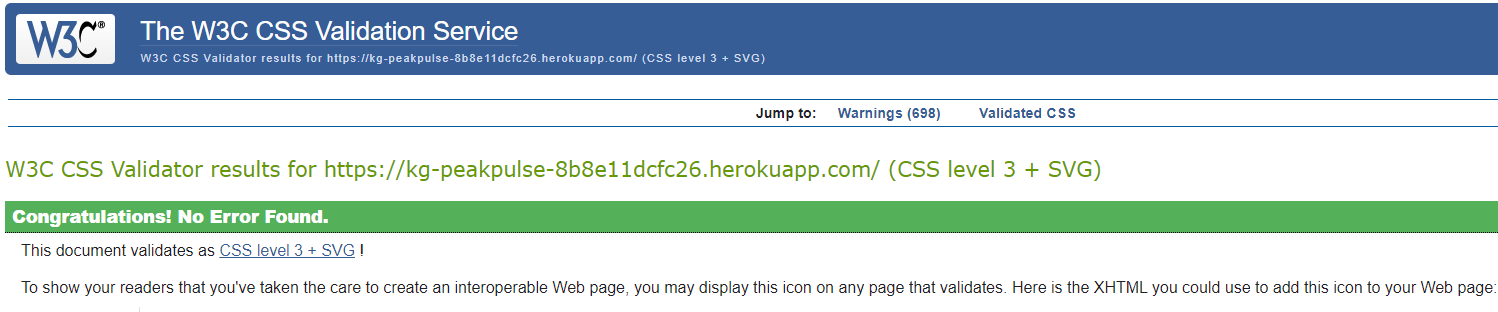 W3C®
The W3C CSS Validation Service
W3C CSS Validator results for https://kg-peakpulse-8b8e11dcfc26.herokuapp.com/ (CSS level 3 + SVG)
Jump to: Warnings (698) Validated CSS
W3C CSS Validator results for https://kg-peakpulse-8b8e11dcfc26.herokuapp.com/ (CSS level 3 + SVG)
Congratulations! No Error Found.
This document validates as CSS level 3 + SVG !
To show your readers that you've taken the care to create an interoperable Web page, you may display this icon on any page that validates. Here is the XHTML you could use to add this icon to your Web page: